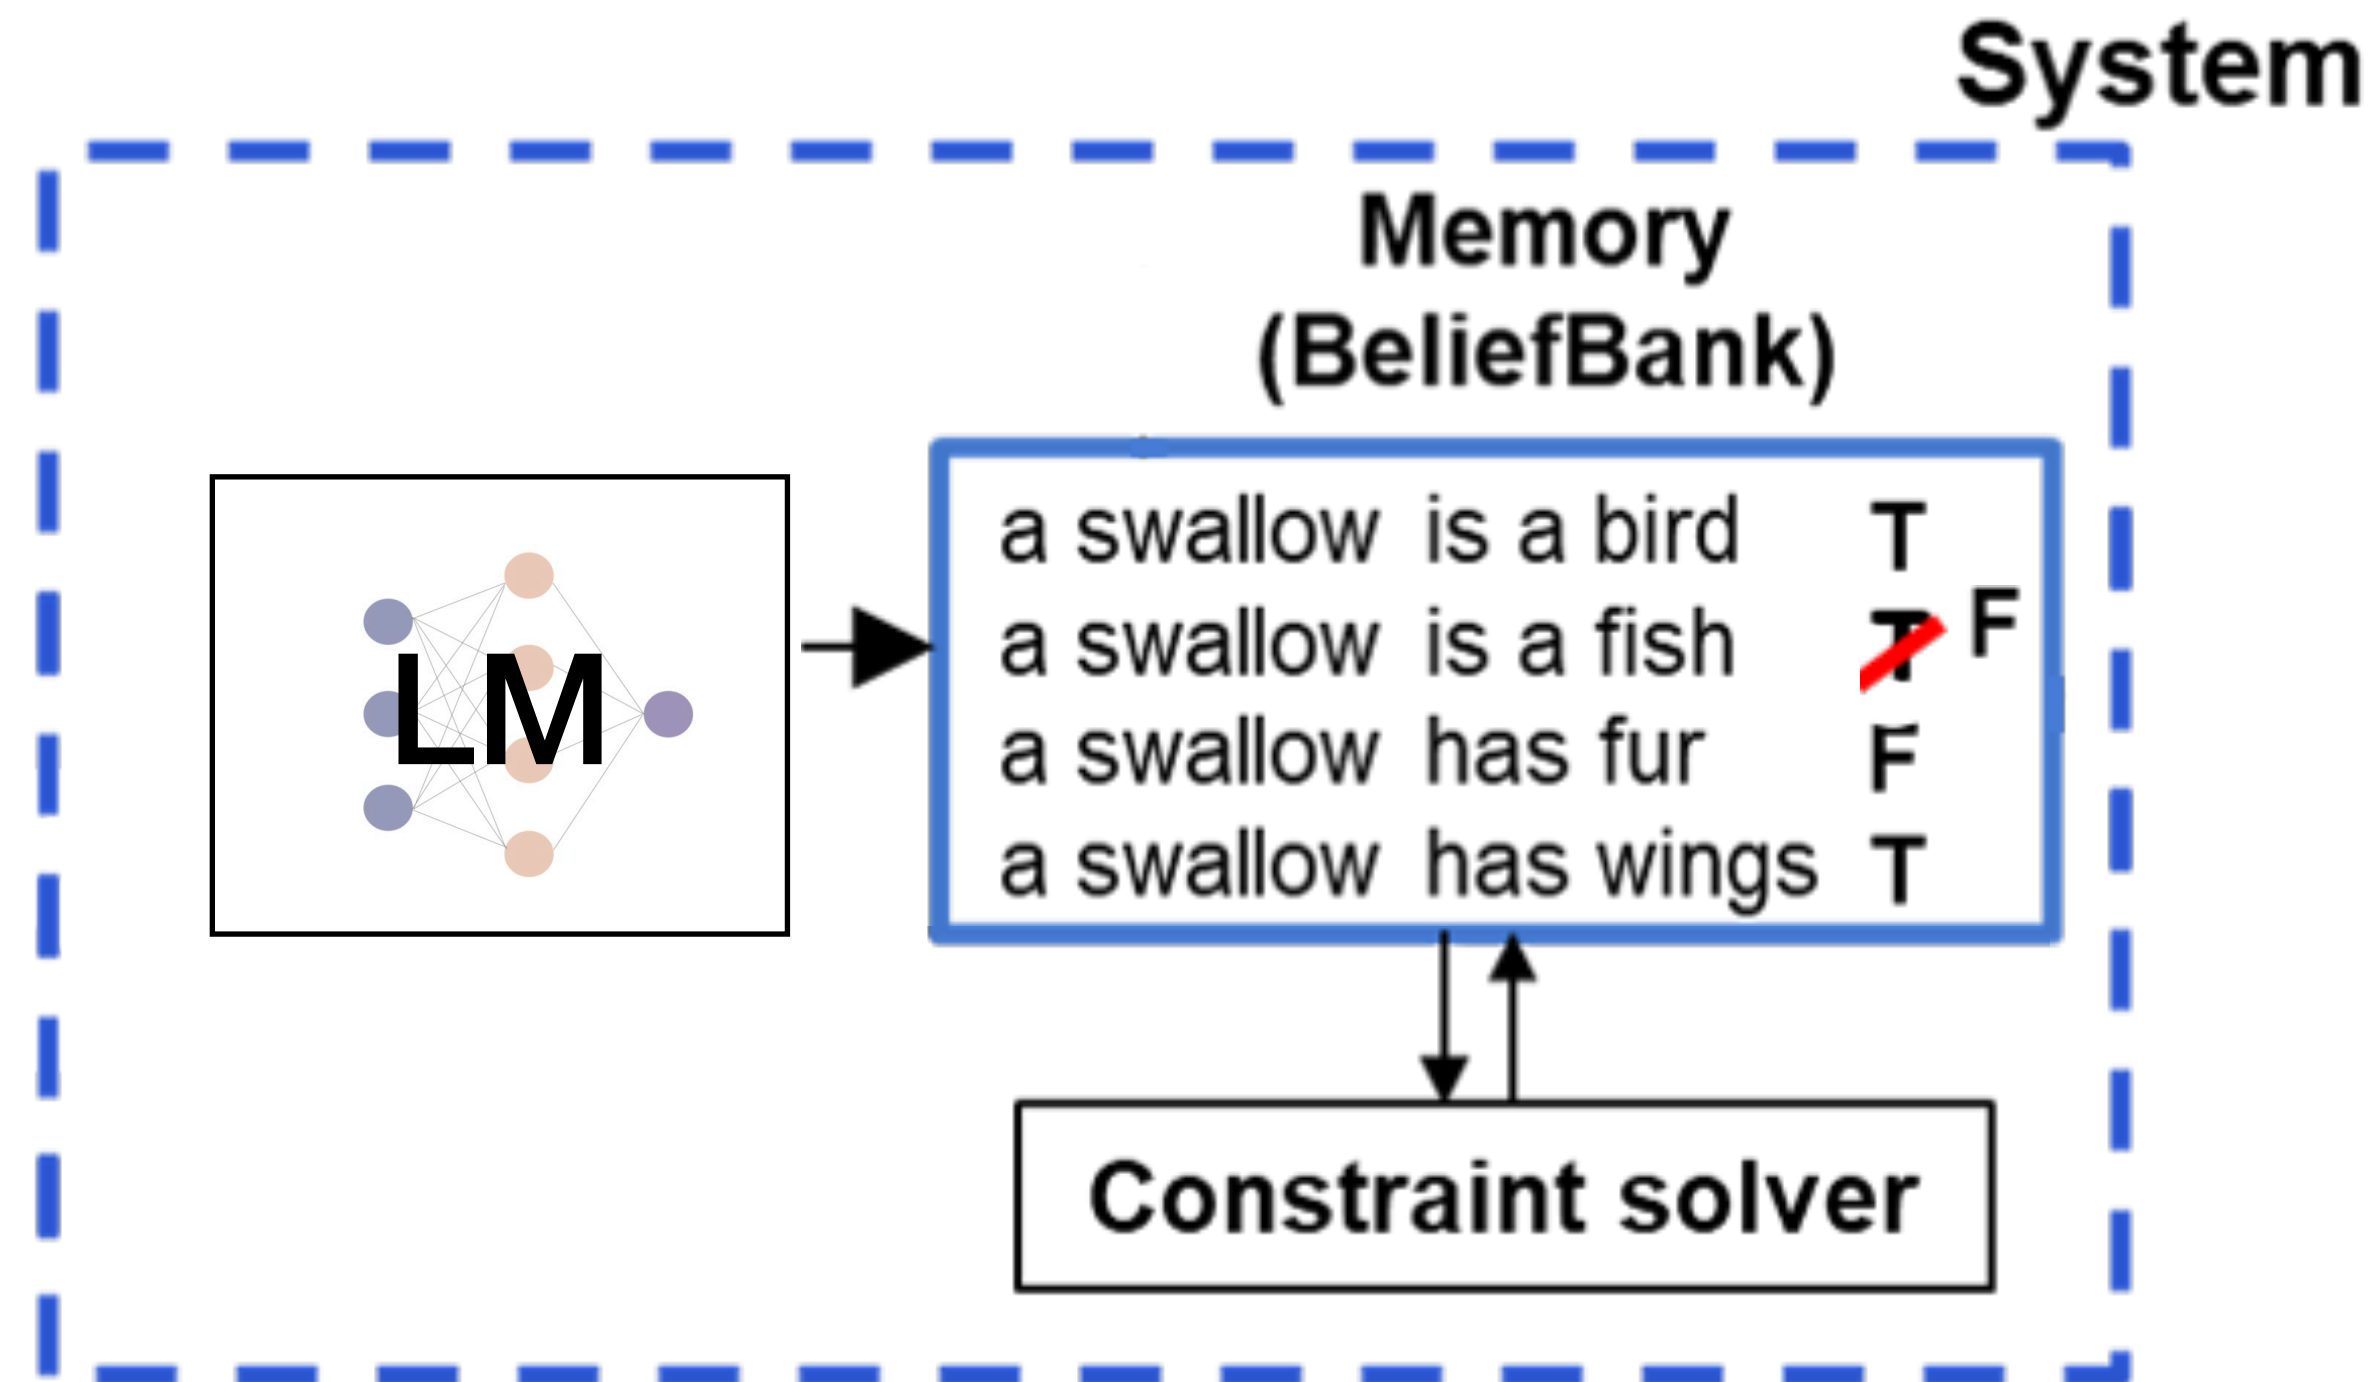 System
Memory
(BeliefBank)
LM
a swallow is a bird T
a swallow is a fish T F
a swallow has fur F
a swallow has wings T
Constraint solver